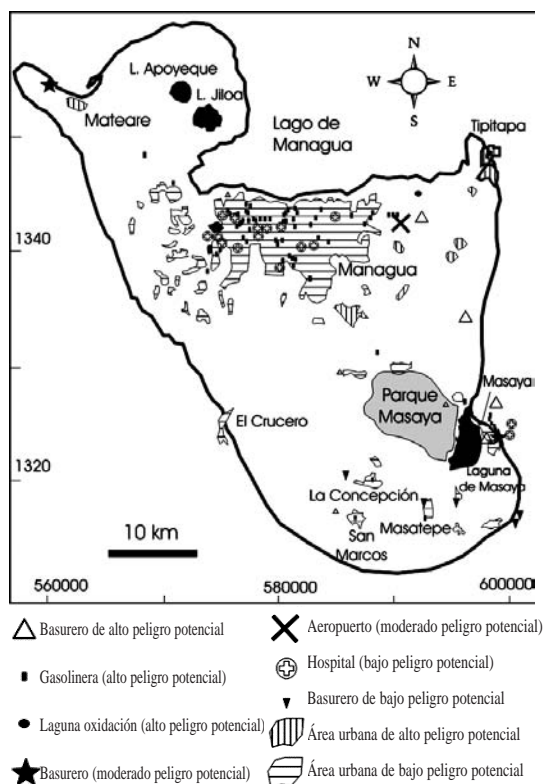 L. Apoyeque
L. Jiloa
Mateare
Lago de
Managua
N
W E
S
Tipitapa
1340
Managua
Masaya
Parque
Masaya
El Crucero
1320
La Concepción
Laguna
de Masaya
Masatepe
San
Marcos
10 km
560000 580000 600000
Basurero de alto peligro potencial
Gasolinera (alto peligro potencial)
Laguna oxidación (alto peligro potencial)
Basurero (moderado peligro potencial)
Aeropuerto (moderado peligro potencial)
Hospital (bajo peligro potencial)
Basurero de bajo peligro potencial
Área urbana de alto peligro potencial
Área urbana de bajo peligro potencial